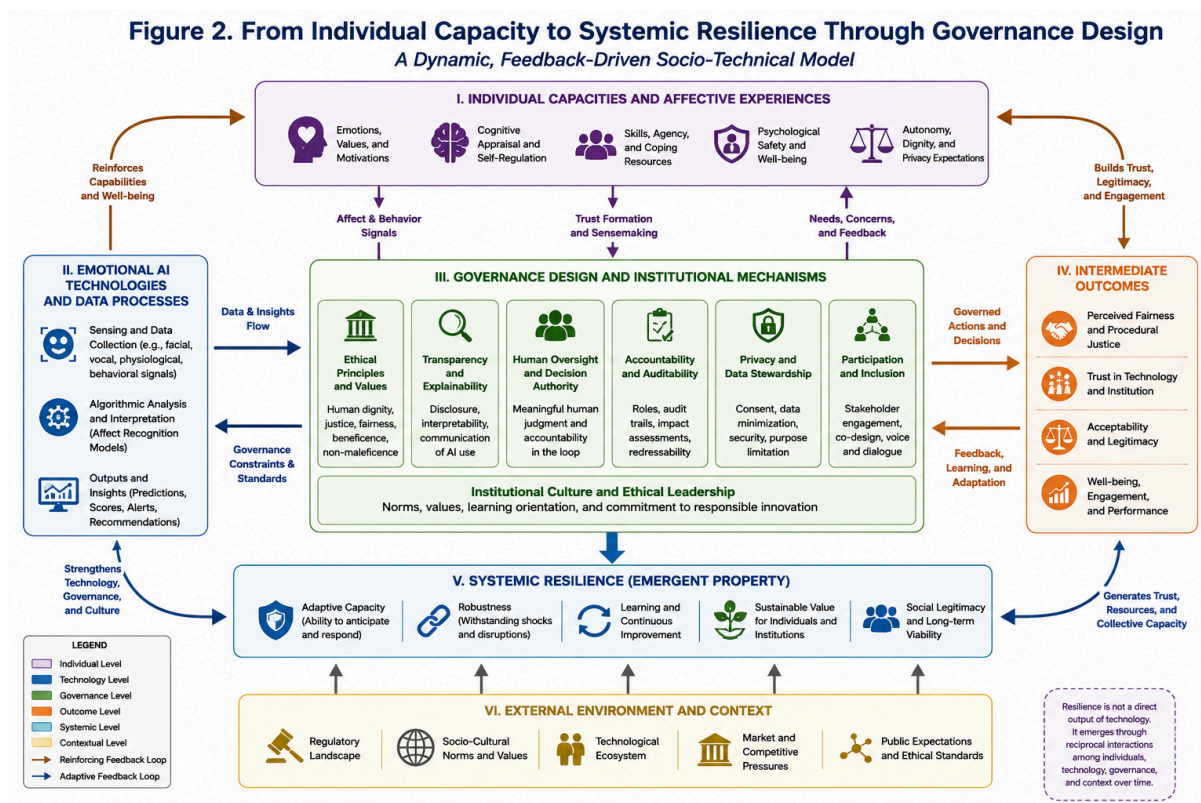 Figure 2. From Individual Capacity to Systemic Resilience Through Governance Design
A Dynamic, Feedback-Driven Socio-Technical Model
I. INDIVIDUAL CAPACITIES AND AFFECTIVE EXPERIENCES
Emotions,
Values, and
Motivations
Cognitive
Appraisal and
Self-Regulation
Skills, Agency,
and Coping
Resources
Psychological
Safety and
Well-being
Autonomy,
Dignity, and
Privacy Expectations
Reinforces
Capabilities
and Well-being
Affect & Behavior
Signals
Trust Formation
and Sensemaking
Needs, Concerns,
and Feedback
Builds Trust,
Legitimacy,
and Engagement
II. EMOTIONAL AI
TECHNOLOGIES
AND DATA PROCESSES
Sensing and Data
Collection (e.g., facial,
vocal, physiological,
behavioral signals)
Algorithmic Analysis
and Interpretation
(Affect Recognition
Models)
Outputs and
Insights (Predictions,
Scores, Alerts,
Recommendations)
Data & Insights
Flow
Governance
Constraints &
Standards
III. GOVERNANCE DESIGN AND INSTITUTIONAL MECHANISMS
Ethical
Principles
and Values
Human dignity,
justice, fairness,
beneficence,
non-maleficence
Transparency
and
Explainability
Disclosure,
interpretability,
communication
of AI use
Human Oversight
and Decision
Authority
Meaningful human
judgment and
accountability
in the loop
Accountability
and Auditability
Roles, audit
trails, impact
assessments,
redressability
Privacy and
Data Stewardship
Consent, data
minimization,
security, purpose
limitation
Participation
and Inclusion
Stakeholder
engagement,
co-design, voice
and dialogue
Institutional Culture and Ethical Leadership
Norms, values, learning orientation, and commitment to responsible innovation
Governed
Actions and
Decisions
Feedback,
Learning, and
Adaptation
IV. INTERMEDIATE
OUTCOMES
Perceived Fairness
and Procedural
Justice
Trust in Technology
and Institution
Acceptability
and Legitimacy
Well-being,
Engagement,
and Performance
Strengthens
Technology,
Governance,
and Culture
V. SYSTEMIC RESILIENCE (EMERGENT PROPERTY)
Adaptive Capacity
(Ability to anticipate
and respond)
Robustness
(Withstanding shocks
and disruptions)
Learning and
Continuous
Improvement
Sustainable Value
for Individuals and
Institutions
Social Legitimacy
and Long-term
Viability
Generates Trust,
Resources, and
Collective Capacity
LEGEND
Individual Level
Technology Level
Governance Level
Outcome Level
Systemic Level
Contextual Level
Reinforcing Feedback Loop
Adaptive Feedback Loop
VI. EXTERNAL ENVIRONMENT AND CONTEXT
Regulatory
Landscape
Socio-Cultural
Norms and Values
Technological
Ecosystem
Market and
Competitive
Pressures
Public Expectations
and Ethical Standards
Resilience is not a direct
output of technology.
It emerges through
reciprocal interactions
among individuals,
technology, governance,
and context over time.